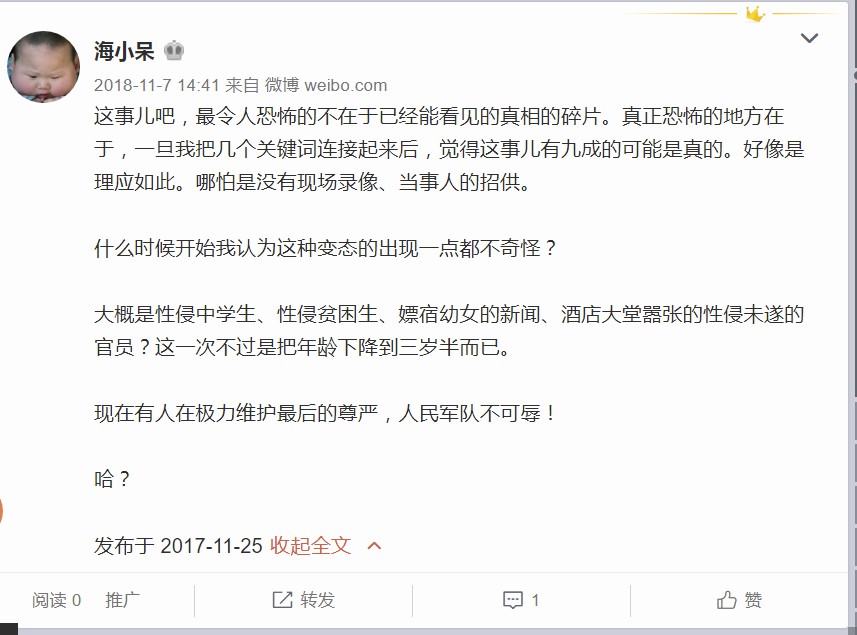 海小呆
2018-11-7 14:41 来自 微博 weibo.com
这事儿吧，最令人恐怖的不在于已经能看见的真相的碎片。真正恐怖的地方在
于，一旦我把几个关键词连接起来后，觉得这事儿有九成的可能是真的。好像是
理应如此。哪怕是没有现场录像、当事人的招供。
什么时候开始我认为这种变态的出现一点都不奇怪？
大概是性侵中学生、性侵贫困生、嫖宿幼女的新闻、酒店大堂嚣张的性侵未遂的
官员？这一次不过是把年龄下降到三岁半而已。
现在有人在极力维护最后的尊严，人民军队不可辱！
哈？
发布于 2017-11-25 收起全文
阅读 0 推广 转发 1 赞